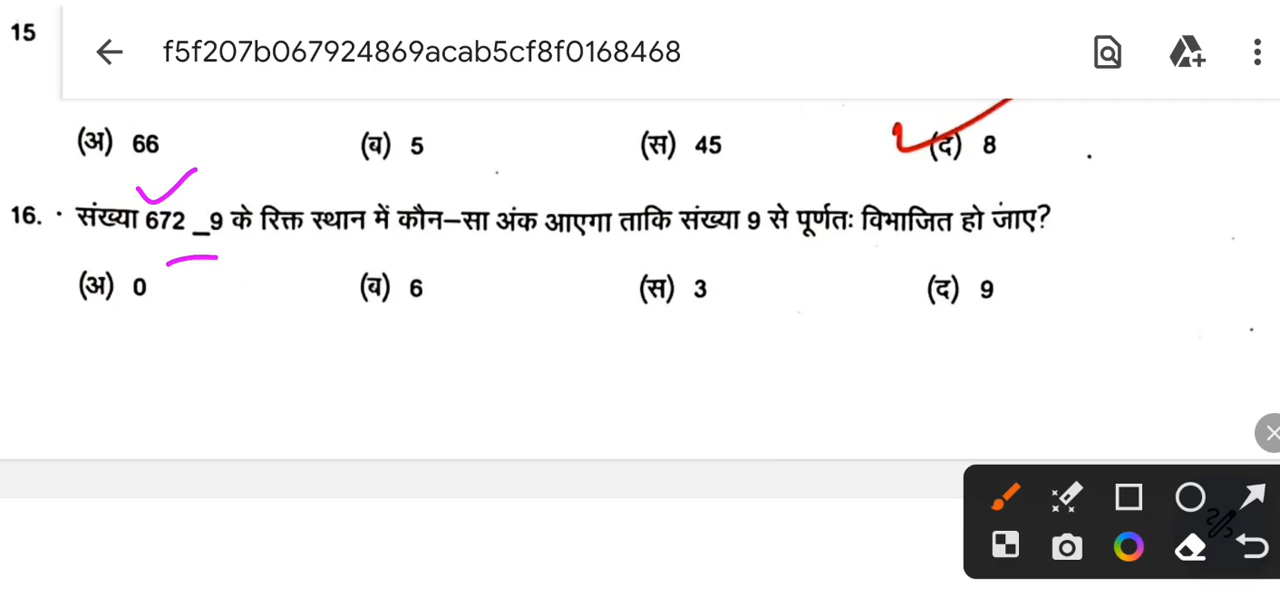 15
f5f207b067924869acab5cf8f0168468
(अ) 66 (ब) 5 (स) 45 (द) 8
16. संख्या 672 _9 के रिक्त स्थान में कौन–सा अंक आएगा ताकि संख्या 9 से पूर्णतः विभाजित हो जाए?
(अ) 0 (ब) 6 (स) 3 (द) 9